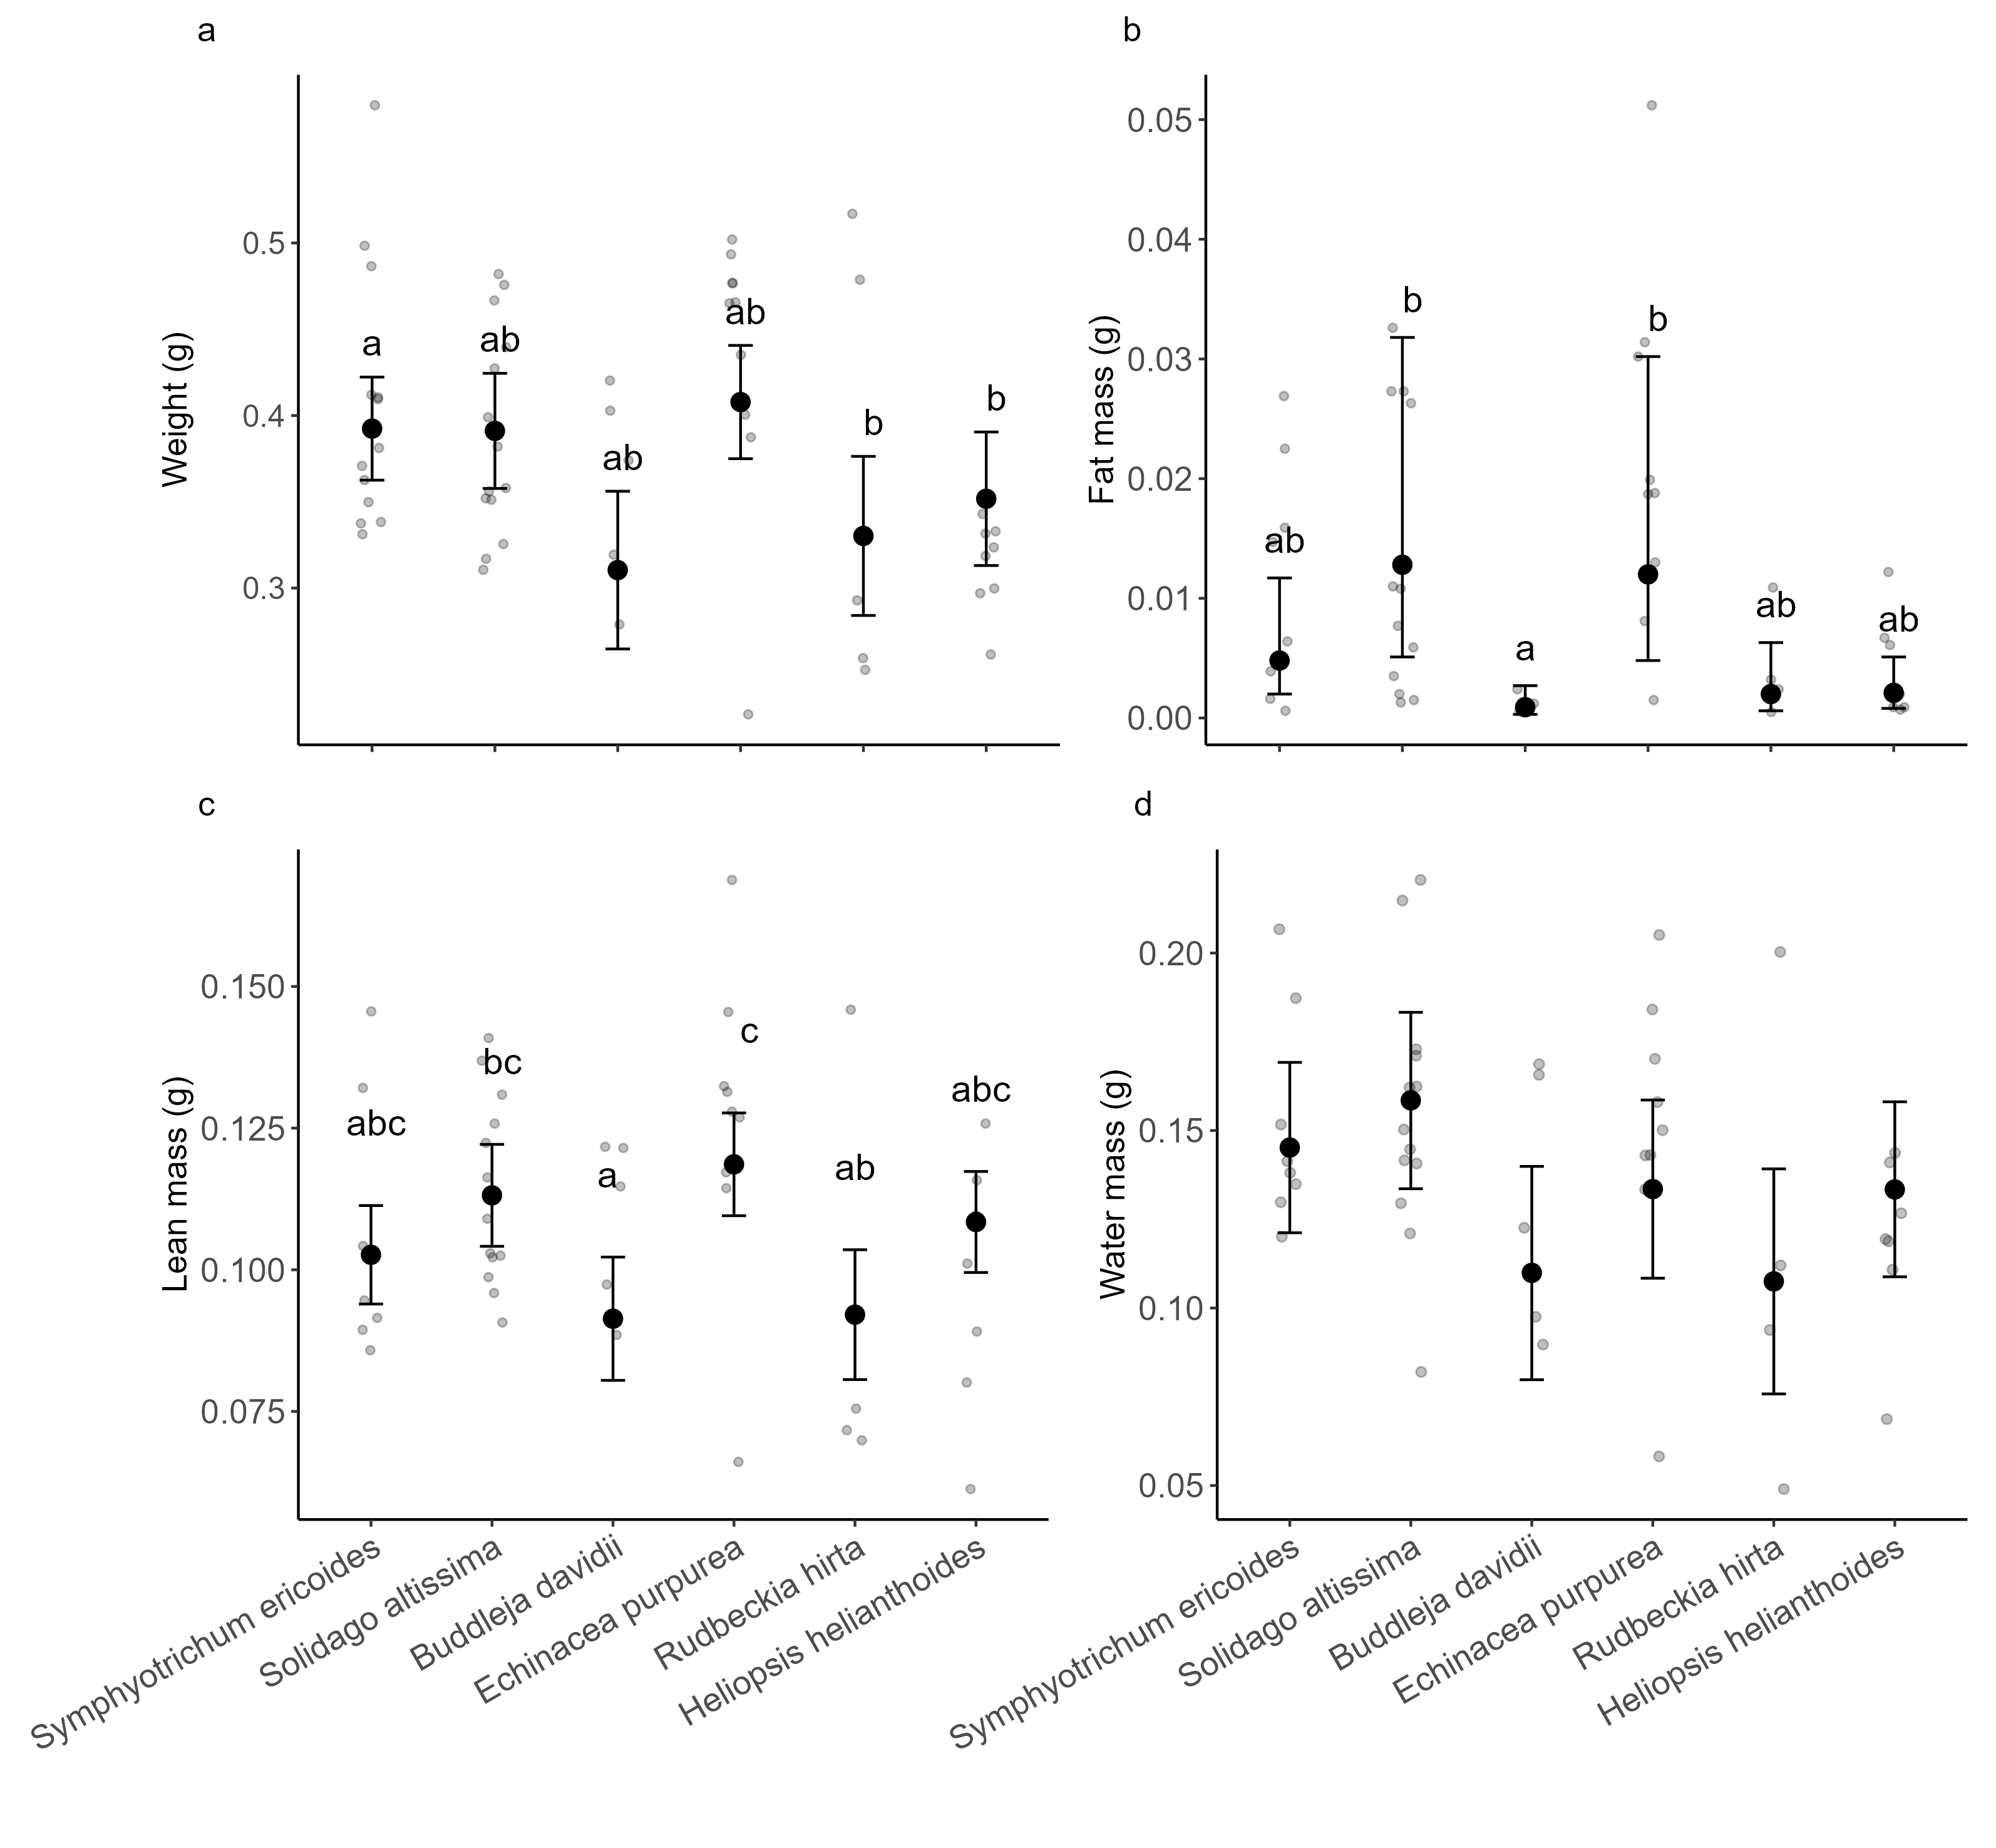 a
Weight (g)
0.5
0.4
0.3
a
ab
ab
ab
b
b
b
Fat mass (g)
0.05
0.04
0.03
0.02
0.01
0.00
ab
b
a
b
ab
ab
c
Lean mass (g)
0.150
0.125
0.100
0.075
abc
bc
a
c
ab
abc
Symphyotrichum ericoides
Solidago altissima
Buddleja davidii
Echinacea purpurea
Rudbeckia hirta
Heliopsis helianthoides
d
Water mass (g)
0.20
0.15
0.10
0.05
Symphyotrichum ericoides
Solidago altissima
Buddleja davidii
Echinacea purpurea
Rudbeckia hirta
Heliopsis helianthoides